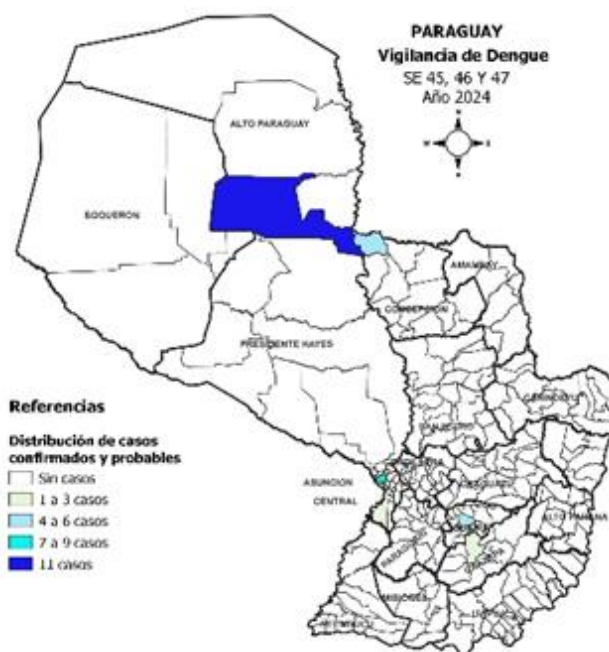 PARAGUAY
Vigilancia de Dengue
SE 45, 46 Y 47
Año 2024
N
W
ALTO PARAGUAY
BOQUERON
AMAMBAY
CONCEPCION
PRESIDENTE HAYES
CANINDEYU
Referencias
Distribución de casos
confirmados y probables
Sin casos
1 a 3 casos
4 a 6 casos
7 a 9 casos
11 casos
ASUNCION
CENTRAL
ALTO PARANA
PARAGUARI
MISIONES